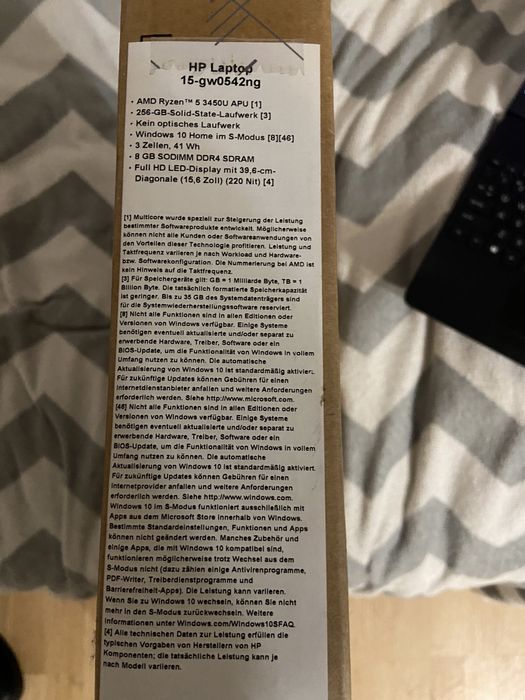 HP Laptop
15-gw0542ng
• AMD Ryzen™ 5 3450U APU [1]
• 256-GB-Solid-State-Laufwerk [3]
• Kein optisches Laufwerk
• Windows 10 Home im S-Modus [8][46]
• 3 Zellen, 41 Wh
• 8 GB SODIMM DDR4 SDRAM
• Full HD LED-Display mit 39,6-cm-
Diagonale (15,6 Zoll) (220 Nit) [4]
[1] Multicore wurde speziell zur Steigerung der Leistung
bestimmter Softwareprodukte entwickelt. Möglicherweise
können nicht alle Kunden oder Softwareanwendungen von
den Vorteilen dieser Technologie profitieren. Leistung und
Taktfrequenz variieren je nach Workload und Hardware-
bzw. Softwarekonfiguration. Die Nummerierung bei AMD ist
kein Hinweis auf die Taktfrequenz.
[3] Für Speichergeräte gilt: GB = 1 Milliarde Byte, TB = 1
Billion Byte. Die tatsächlich formatierte Speicherkapazität
ist geringer. Bis zu 35 GB des Systemdatenträgers sind
für die Systemwiederherstellungssoftware reserviert.
[8] Nicht alle Funktionen sind in allen Editionen oder
Versionen von Windows verfügbar. Einige Systeme
benötigen eventuell aktualisierte und/oder separat zu
erwerbende Hardware, Treiber, Software oder ein
BIOS-Update, um die Funktionalität von Windows in vollem
Umfang nutzen zu können. Die automatische
Aktualisierung von Windows 10 ist standardmäßig aktiviert.
Für zukünftige Updates können Gebühren für einen
Internetdienstanbieter anfallen und weitere Anforderungen
erforderlich werden. Siehe http://www.microsoft.com.
[46] Nicht alle Funktionen sind in allen Editionen oder
Versionen von Windows verfügbar. Einige Systeme
benötigen eventuell aktualisierte und/oder separat zu
erwerbende Hardware, Treiber, Software oder ein
BIOS-Update, um die Funktionalität von Windows in vollem
Umfang nutzen zu können. Die automatische
Aktualisierung von Windows 10 ist standardmäßig aktiviert.
Für zukünftige Updates können Gebühren für einen
Internetprovider anfallen und weitere Anforderungen
erforderlich werden. Siehe http://www.windows.com.
Windows 10 im S-Modus funktioniert ausschließlich mit
Apps aus dem Microsoft Store innerhalb von Windows.
Bestimmte Standardeinstellungen, Funktionen und Apps
können nicht geändert werden. Manches Zubehör und
einige Apps, die mit Windows 10 kompatibel sind,
funktionieren möglicherweise trotz Wechsel aus dem
S-Modus nicht (dazu zählen einige Antivirenprogramme,
PDF-Writer, Treiberdienstprogramme und
Barrierefreiheit-Apps). Die Leistung kann variieren.
Wenn Sie zu Windows 10 wechseln, können Sie nicht
mehr in den S-Modus zurückwechseln. Weitere
Informationen unter Windows.com/Windows10SFAQ.
[4] Alle technischen Daten zur Leistung erfüllen die
typischen Vorgaben von Herstellern von HP
Komponenten; die tatsächliche Leistung kann je
nach Modell variieren.